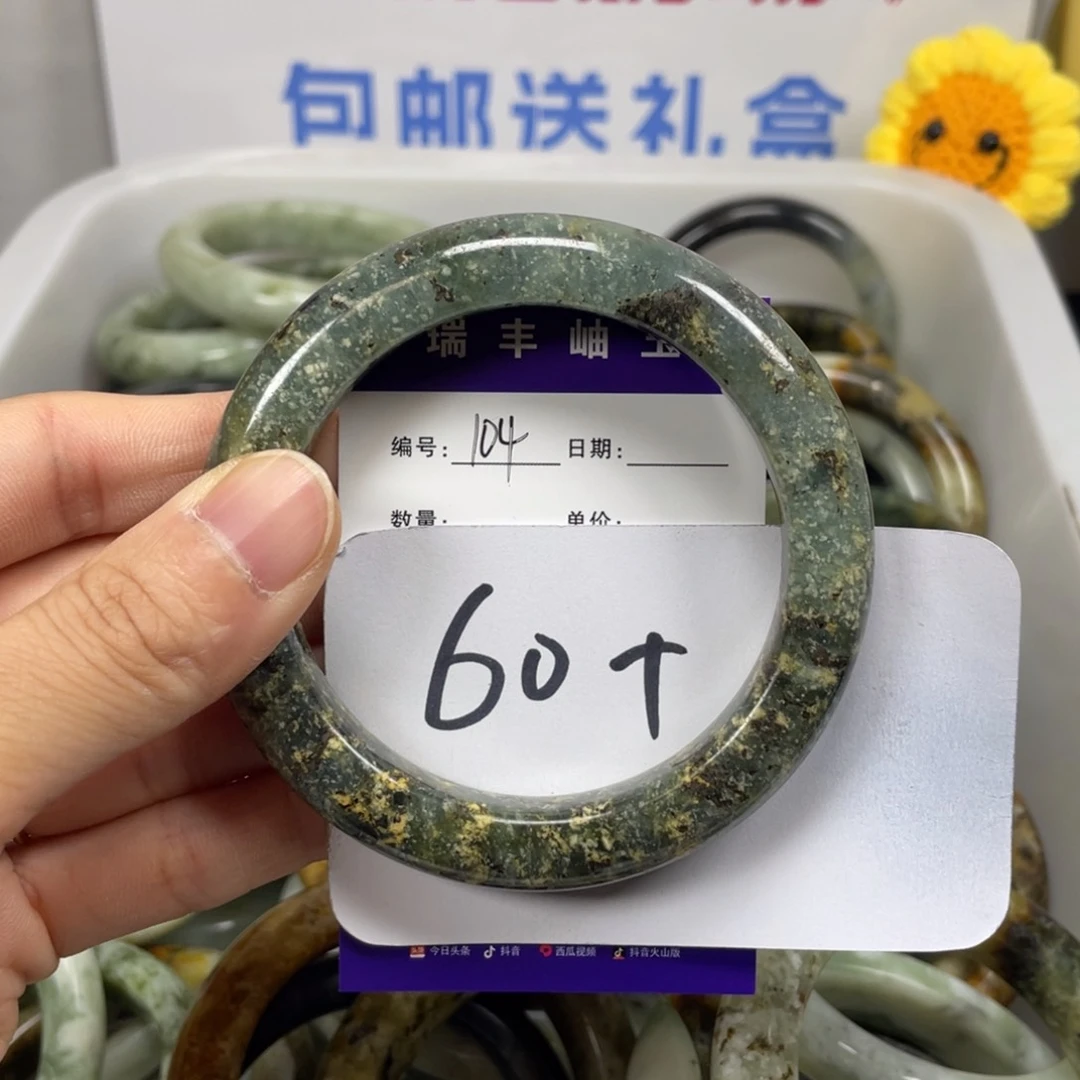 包邮送礼盒
瑞丰岫玉
编号: 104 日期:
数量: 单价:
60+
今日头条 抖音 西瓜视频 抖音火山版